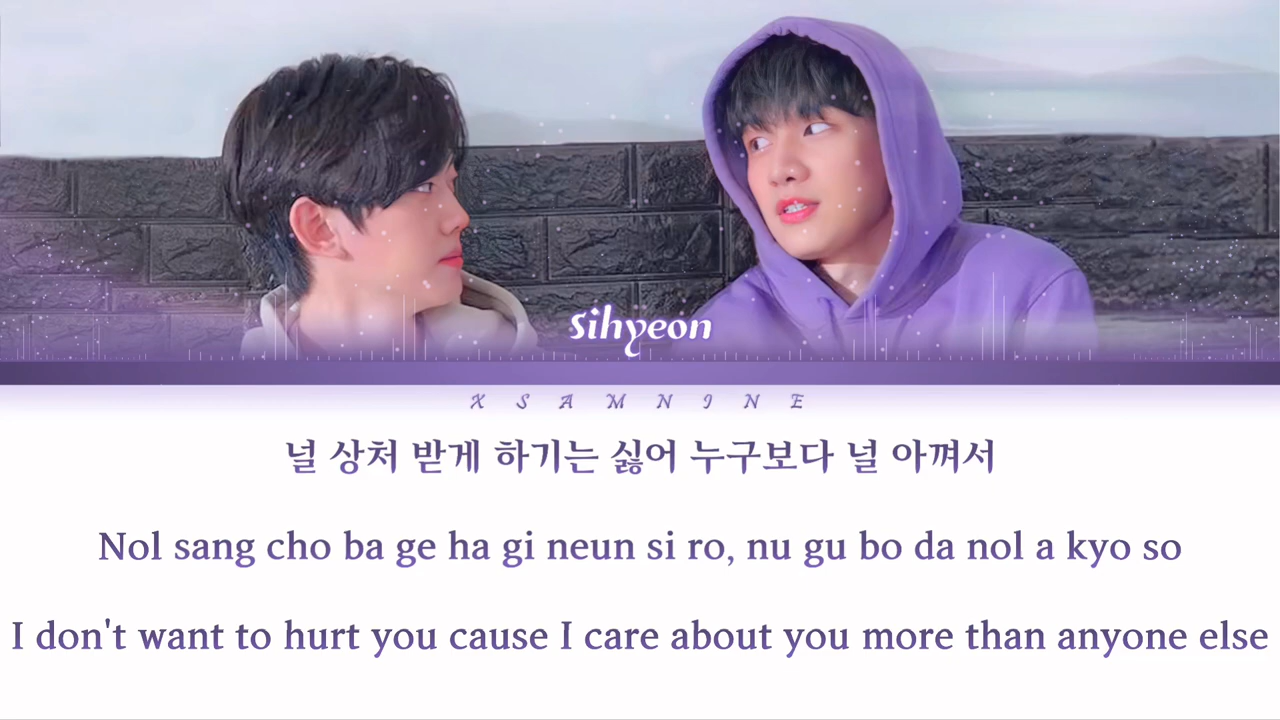 Sihyeon
X S A M N I N E
널 상처 받게 하기는 싫어 누구보다 널 아껴서
Nol sang cho ba ge ha gi neun si ro, nu gu bo da nol a kyo so
I don't want to hurt you cause I care about you more than anyone else